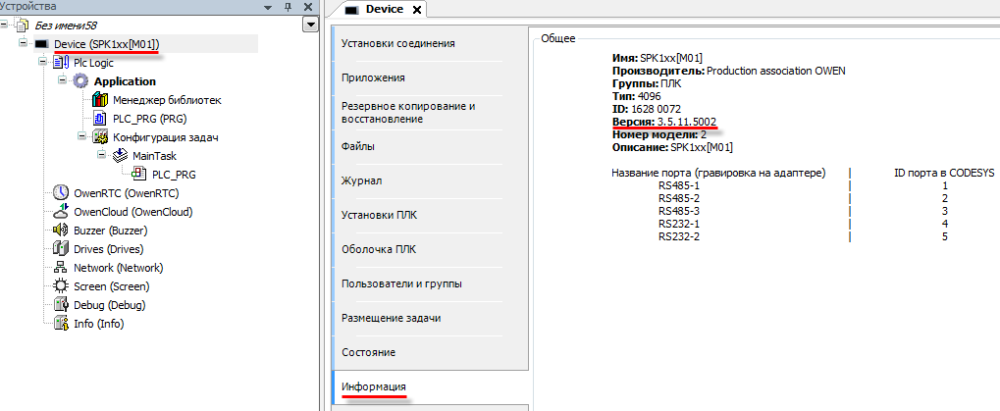 Устройства
Без имени58
Device (SPK1xx[M01])
Plc Logic
Application
Менеджер библиотек
PLC_PRG (PRG)
Конфигурация задач
MainTask
PLC_PRG
OwenRTC (OwenRTC)
OwenCloud (OwenCloud)
Buzzer (Buzzer)
Drives (Drives)
Network (Network)
Screen (Screen)
Debug (Debug)
Info (Info)
Device
Установки соединения
Приложения
Резервное копирование и
восстановление
Файлы
Журнал
Установки ПЛК
Оболочка ПЛК
Пользователи и группы
Размещение задачи
Состояние
Информация
Общее
Имя: SPK1xx[M01]
Производитель: Production association OWEN
Группы: ПЛК
Тип: 4096
ID: 1628 0072
Версия: 3.5.11.5002
Номер модели: 2
Описание: SPK1xx[M01]
Название порта (гравировка на адаптере) | ID порта в CODESYS
RS485-1 | 1
RS485-2 | 2
RS485-3 | 3
RS232-1 | 4
RS232-2 | 5